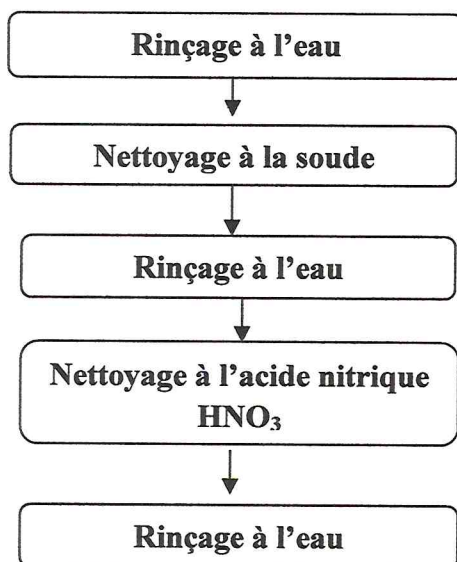 Rinçage à l’eau
Nettoyage à la soude
Rinçage à l’eau
Nettoyage à l’acide nitrique
HNO₃
Rinçage à l’eau